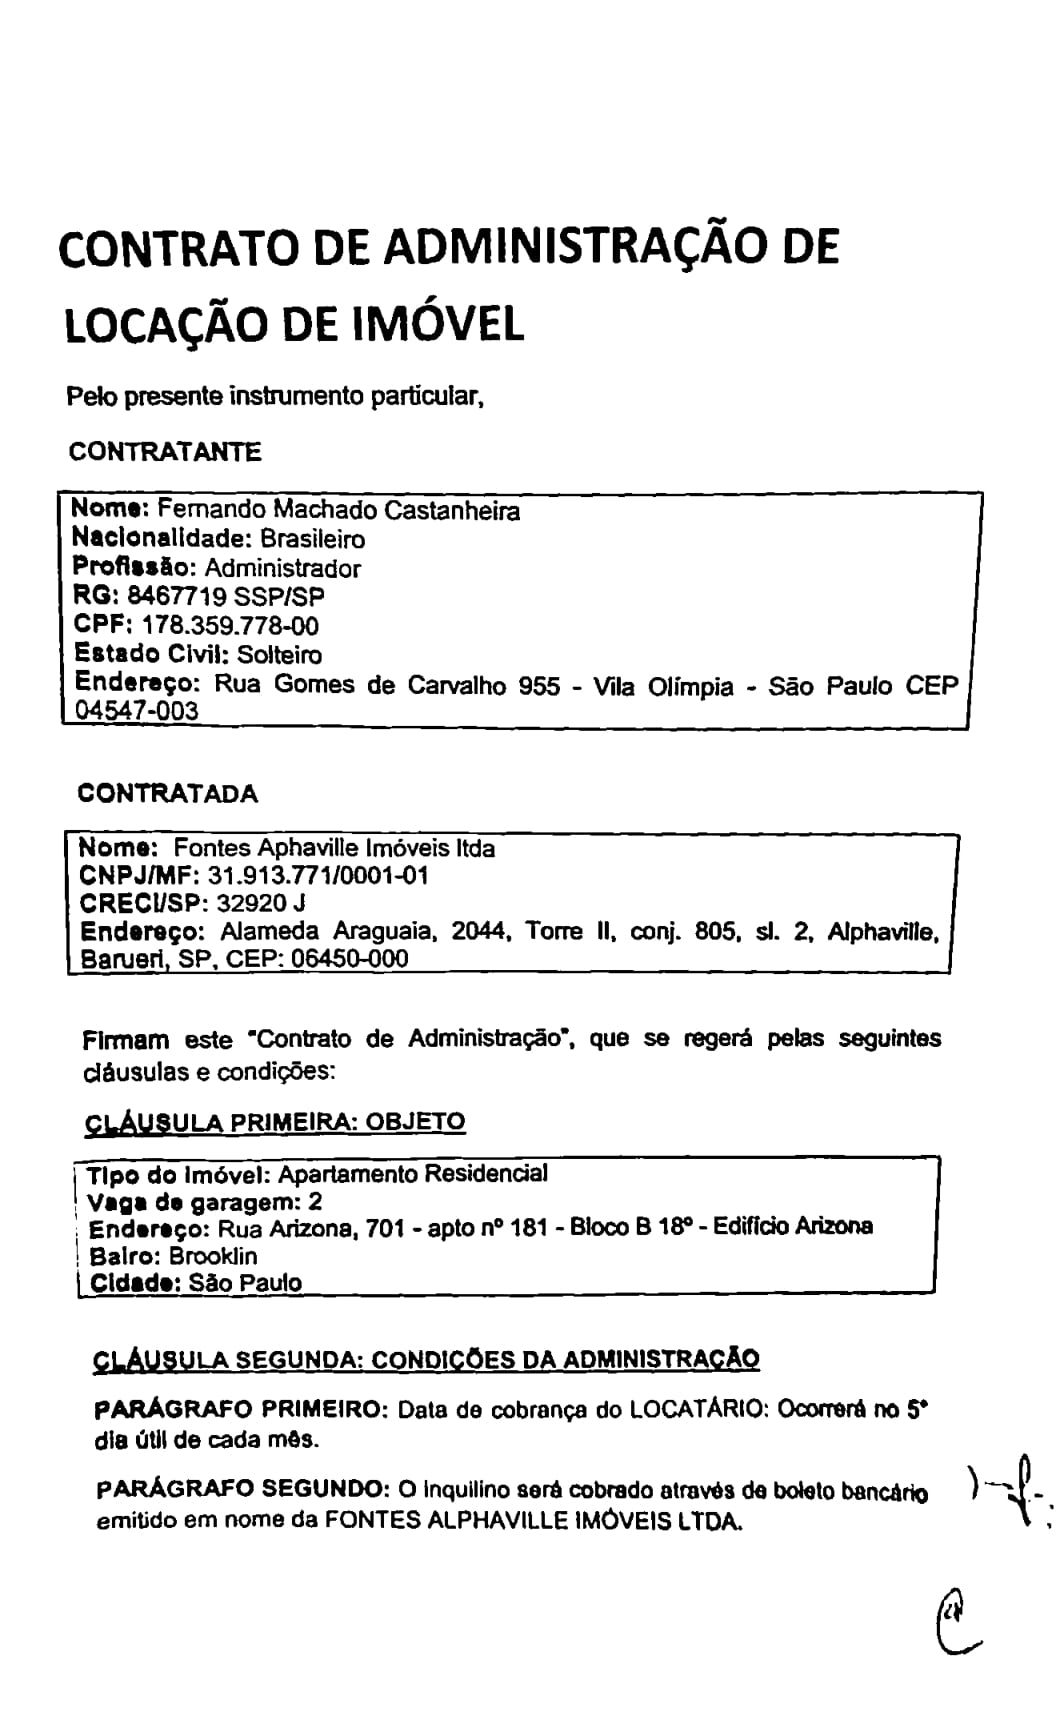 CONTRATO DE ADMINISTRAÇÃO DE
LOCAÇÃO DE IMÓVEL
Pelo presente instrumento particular,
CONTRATANTE
Nome: Fernando Machado Castanheira
Nacionalidade: Brasileiro
Profissão: Administrador
RG: 8467719 SSP/SP
CPF: 178.359.778-00
Estado Civil: Solteiro
Endereço: Rua Gomes de Carvalho 955 - Vila Olímpia - São Paulo CEP
04547-003
CONTRATADA
Nome: Fontes Aphaville Imóveis ltda
CNPJ/MF: 31.913.771/0001-01
CRECI/SP: 32920 J
Endereço: Alameda Araguaia, 2044, Torre II, conj. 805, sl. 2, Alphaville,
Barueri, SP, CEP: 06450-000
Firmam este "Contrato de Administração", que se regerá pelas seguintes
cláusulas e condições:
CLÁUSULA PRIMEIRA: OBJETO
Tipo do imóvel: Apartamento Residencial
Vaga de garagem: 2
Endereço: Rua Arizona, 701 - apto nº 181 - Bloco B 18º - Edifício Arizona
Bairo: Brooklin
Cidade: São Paulo
CLÁUSULA SEGUNDA: CONDIÇÕES DA ADMINISTRAÇÃO
PARÁGRAFO PRIMEIRO: Data de cobrança do LOCATÁRIO: Ocorrerá no 5º
dia útil de cada mês.
PARÁGRAFO SEGUNDO: O inquilino será cobrado através de boleto bancário
emitido em nome da FONTES ALPHAVILLE IMÓVEIS LTDA.